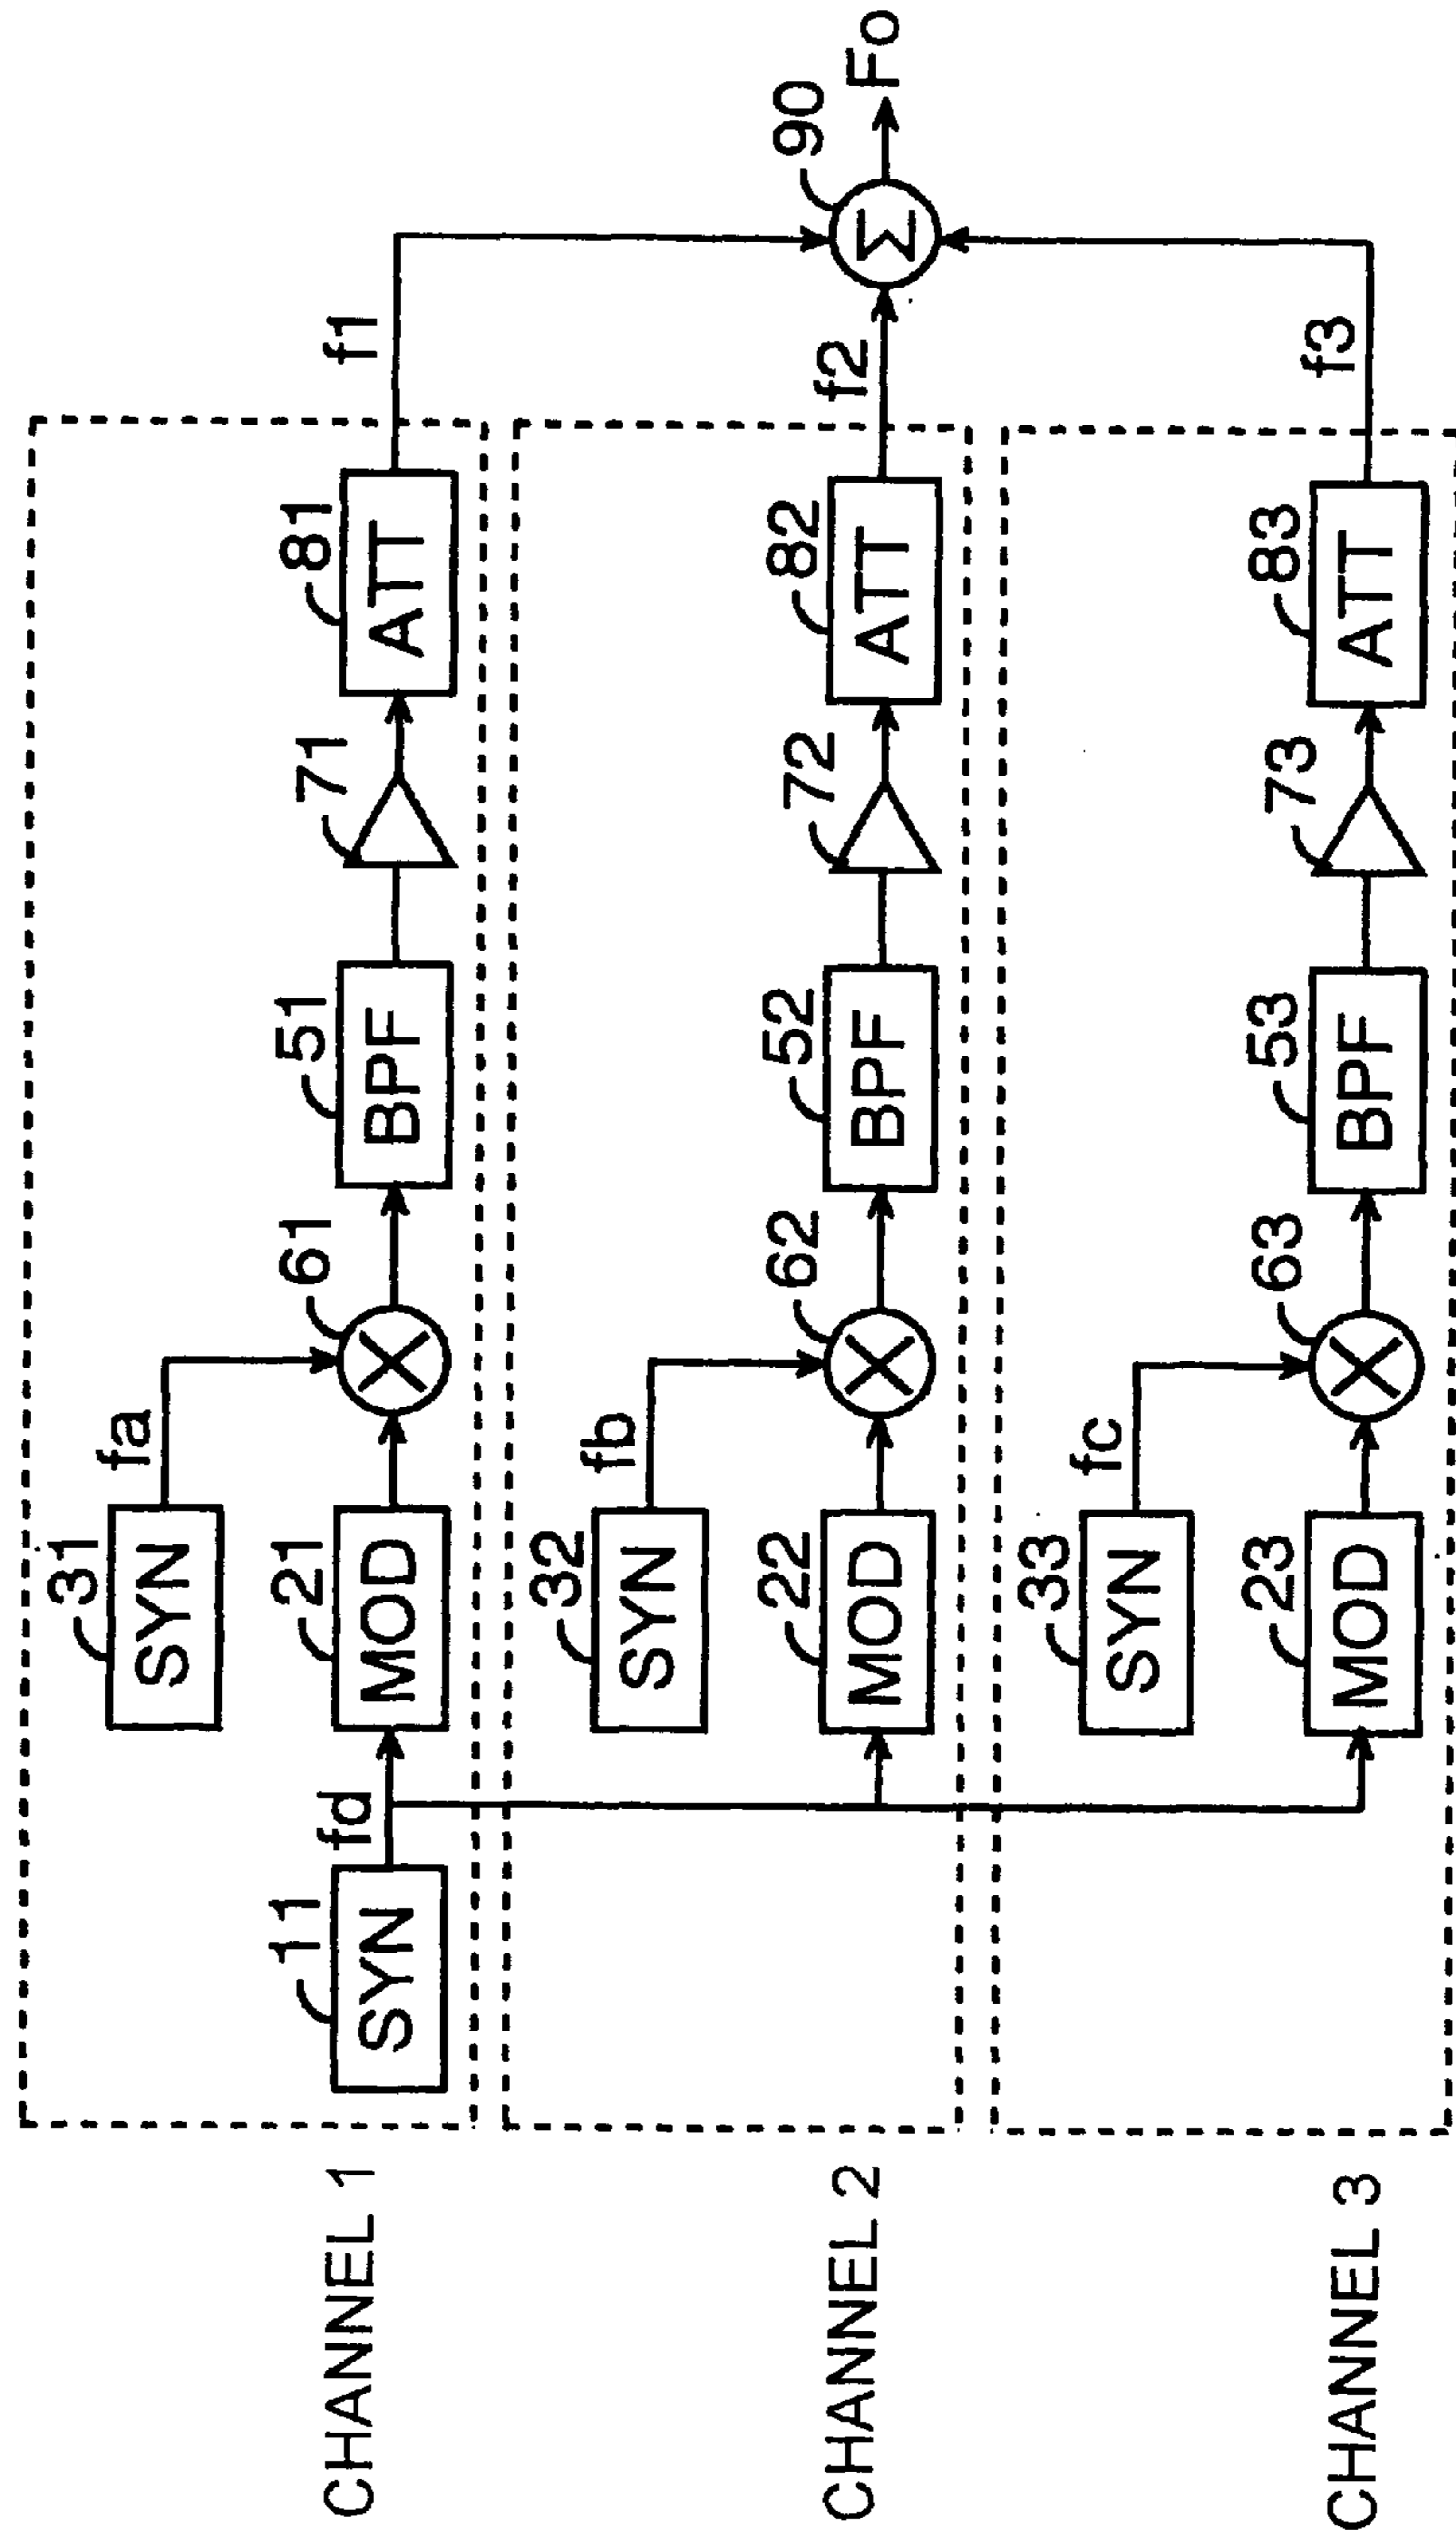 CHANNEL 1
11
SYN
fd
31
SYN
fa
21
MOD
61
51
BPF
71
81
ATT
f1
CHANNEL 2
32
SYN
fb
22
MOD
62
52
BPF
72
82
ATT
f2
Σ
90
Fo
CHANNEL 3
33
SYN
fc
23
MOD
63
53
BPF
73
83
ATT
f3